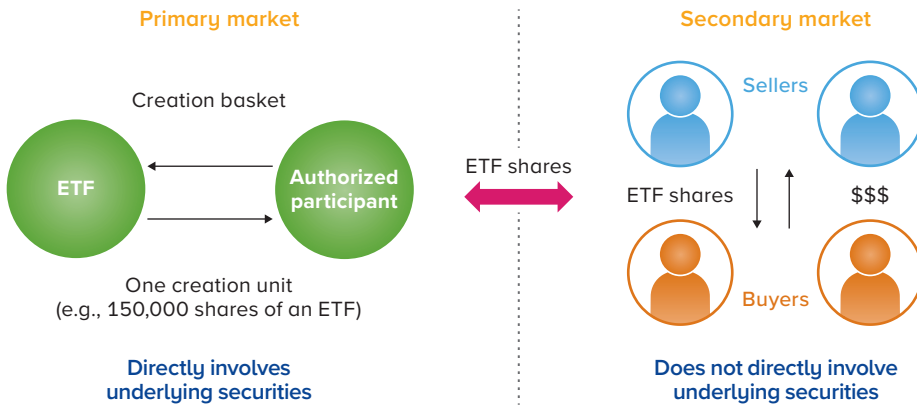 Primary market
Creation basket
ETF
Authorized
participant
One creation unit
(e.g., 150,000 shares of an ETF)
Directly involves
underlying securities
ETF shares
Secondary market
Sellers
ETF shares
$$$
Buyers
Does not directly involve
underlying securities